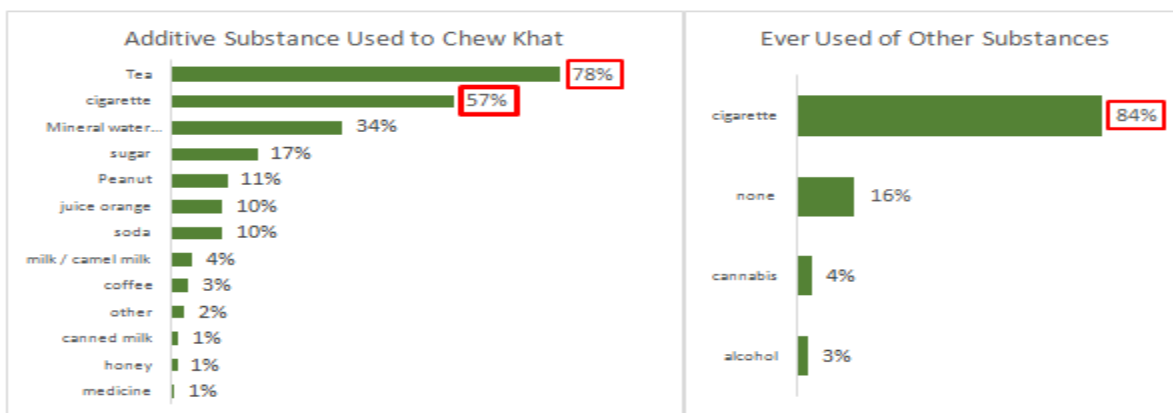 Additive Substance Used to Chew Khat
Tea 78%
cigarette 57%
Mineral water... 34%
sugar 17%
Peanut 11%
juice orange 10%
soda 10%
milk / camel milk 4%
coffee 3%
other 2%
canned milk 1%
honey 1%
medicine 1%
Ever Used of Other Substances
cigarette 84%
none 16%
cannabis 4%
alcohol 3%